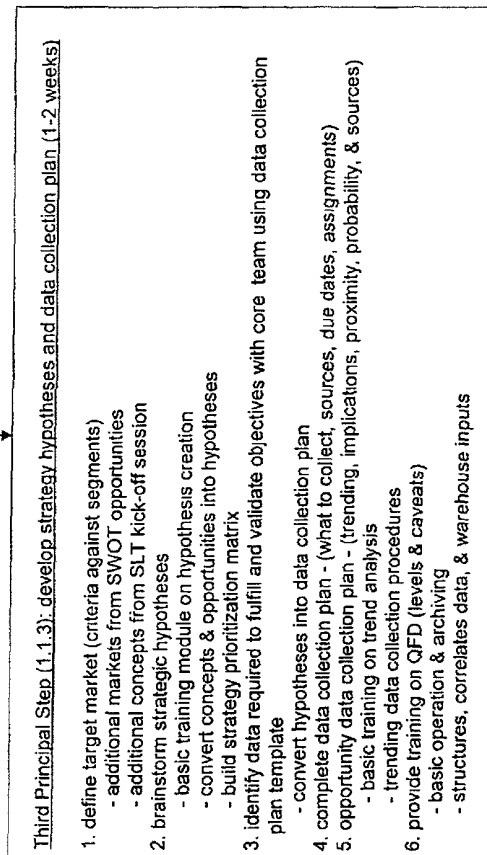 Third Principal Step (1.1.3): develop strategy hypotheses and data collection plan (1-2 weeks)
1. define target market (criteria against segments)
- additional markets from SWOT opportunities
- additional concepts from SLT kick-off session
2. brainstorm strategic hypotheses
- basic training module on hypothesis creation
- convert concepts & opportunities into hypotheses
- build strategy prioritization matrix
3. identify data required to fulfill and validate objectives with core team using data collection
plan template
- convert hypotheses into data collection plan
4. complete data collection plan - (what to collect, sources, due dates, assignments)
5. opportunity data collection plan - (trending, implications, proximity, probability, & sources)
- basic training on trend analysis
- trending data collection procedures
6. provide training on QFD (levels & caveats)
- basic operation & archiving
- structures, correlates data, & warehouse inputs